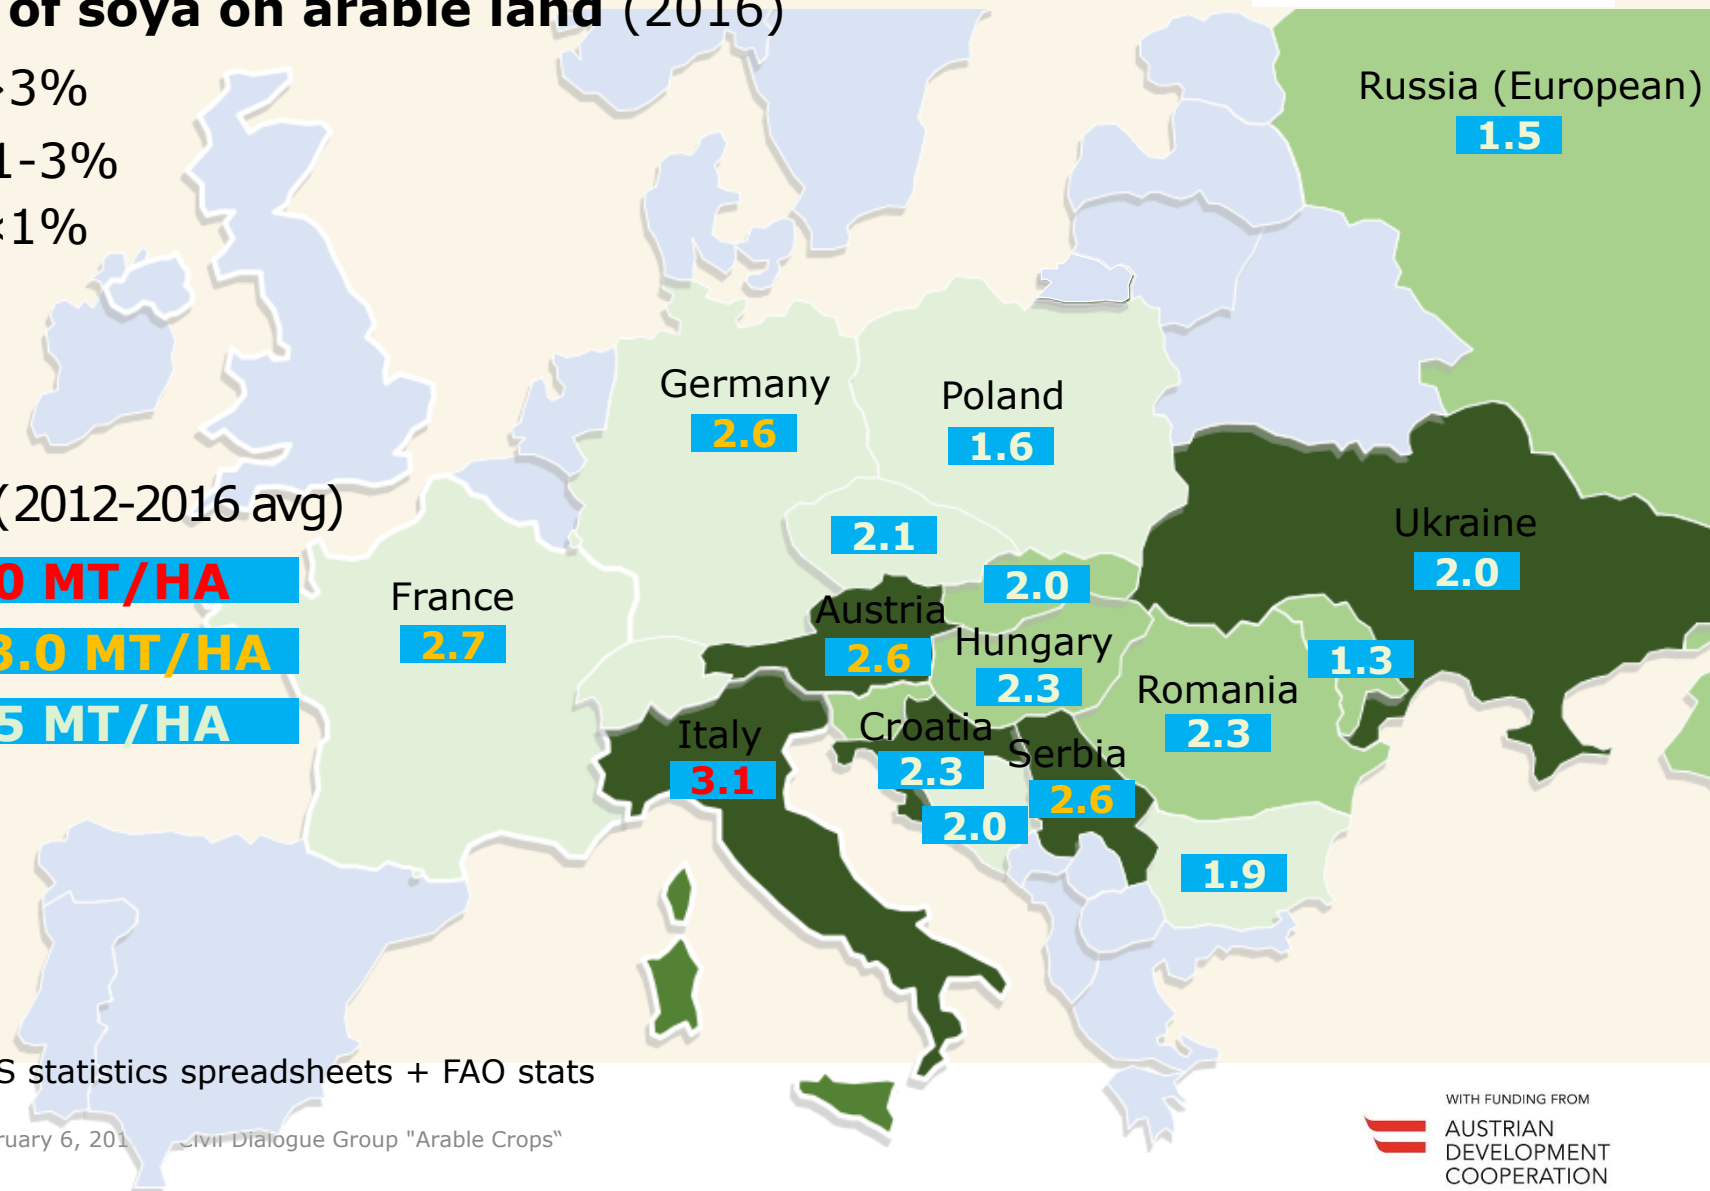 of soya on arable land (2016)
3%
1-3%
<1%
Russia (European)
1.5
Germany
2.6
Poland
1.6
(2012-2016 avg)
0 MT/HA
3.0 MT/HA
5 MT/HA
France
2.7
2.1
2.0
Ukraine
2.0
Austria
2.6
Hungary
2.3
1.3
Romania
2.3
Italy
3.1
Croatia
2.3
Serbia
2.6
2.0
1.9
S statistics spreadsheets + FAO stats
ruary 6, 201 Civil Dialogue Group "Arable Crops“
WITH FUNDING FROM
AUSTRIAN
DEVELOPMENT
COOPERATION